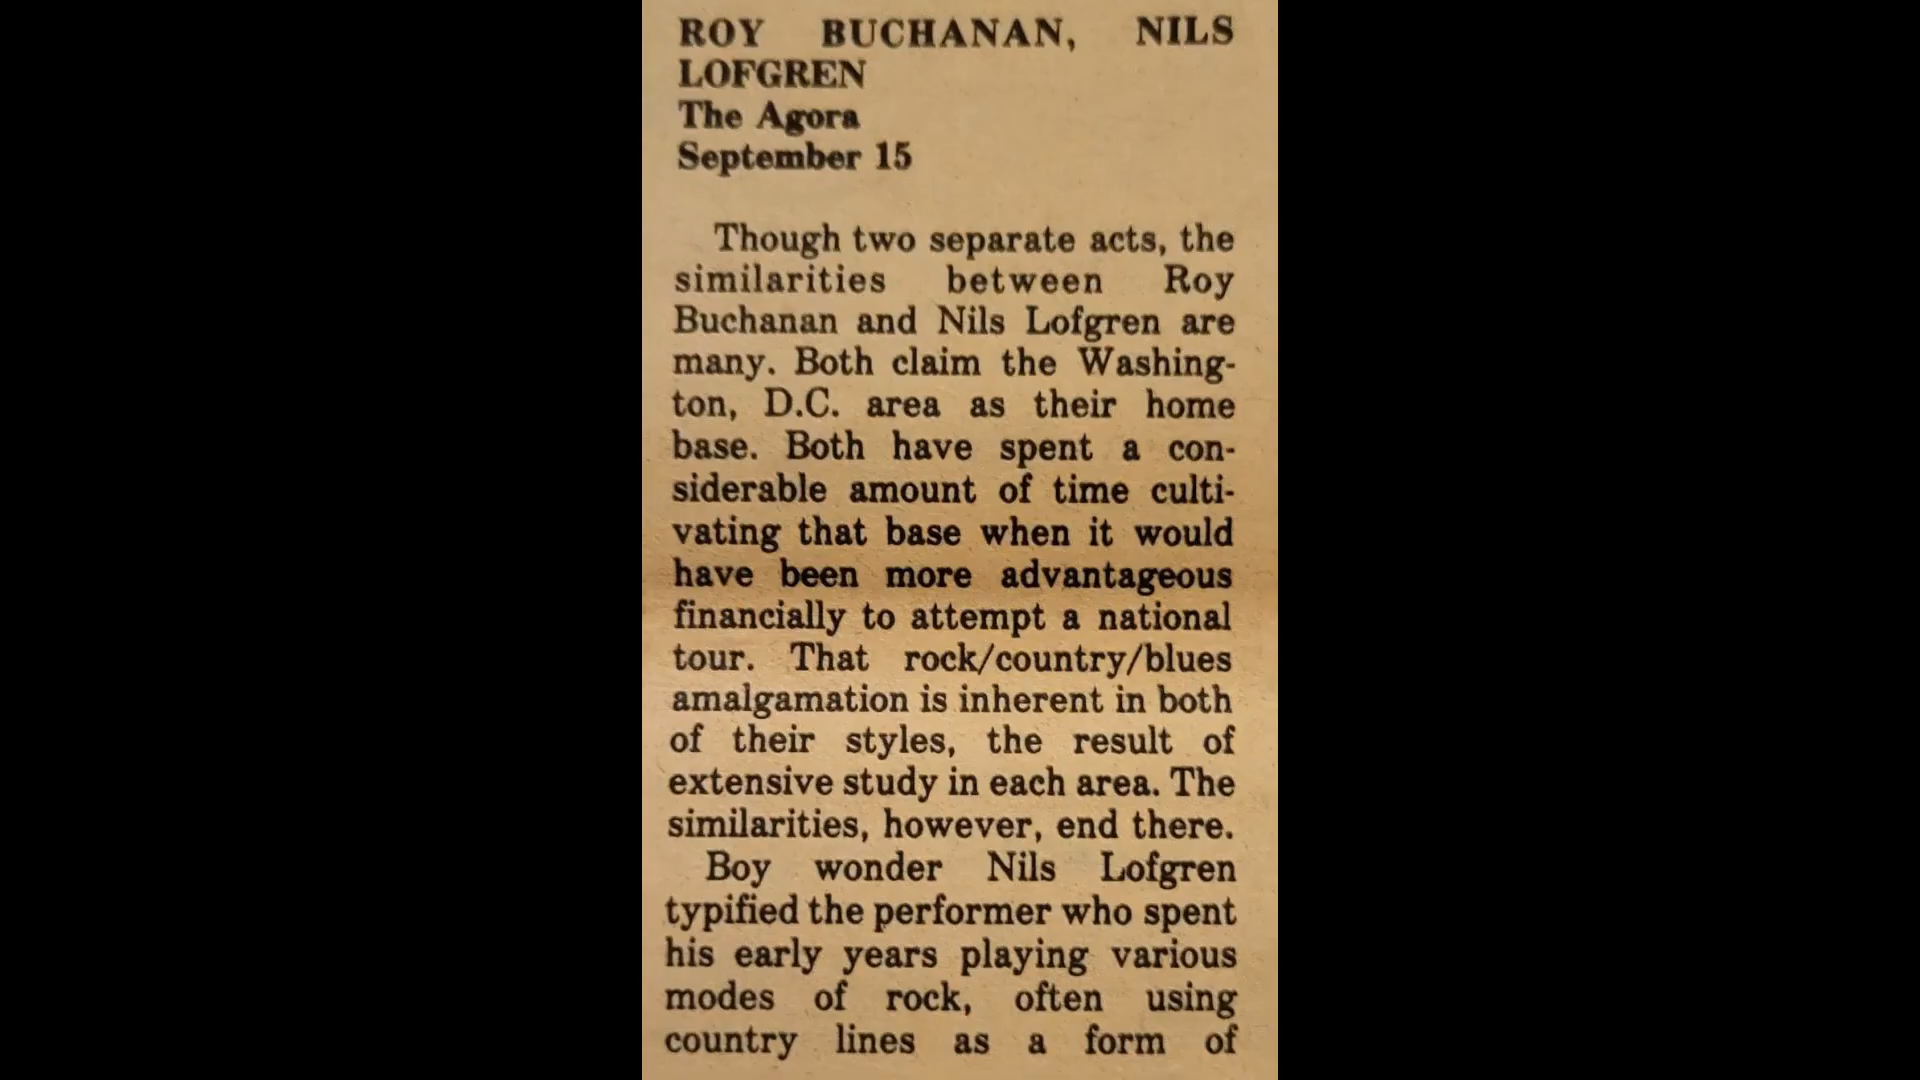 ROY BUCHANAN, NILS
LOFGREN
The Agora
September 15
Though two separate acts, the
similarities between Roy
Buchanan and Nils Lofgren are
many. Both claim the Washing-
ton, D.C. area as their home
base. Both have spent a con-
siderable amount of time culti-
vating that base when it would
have been more advantageous
financially to attempt a national
tour. That rock/country/blues
amalgamation is inherent in both
of their styles, the result of
extensive study in each area. The
similarities, however, end there.
Boy wonder Nils Lofgren
typified the performer who spent
his early years playing various
modes of rock, often using
country lines as a form of